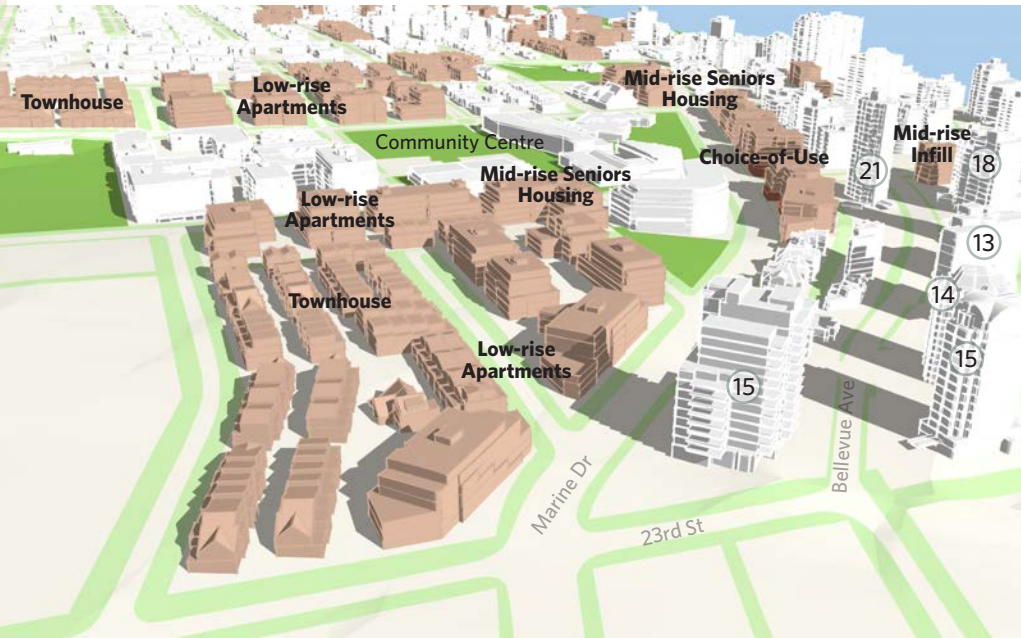 Mid-rise Seniors
Housing
Low-rise
Apartments
Townhouse
Mid-rise
Infill
Community Centre
Choice-of-Use
21
18
Mid-rise Seniors
Housing
Low-rise
Apartments
13
14
Townhouse
Low-rise
Apartments
15
15
Bellevue Ave
Marine Dr
23rd St